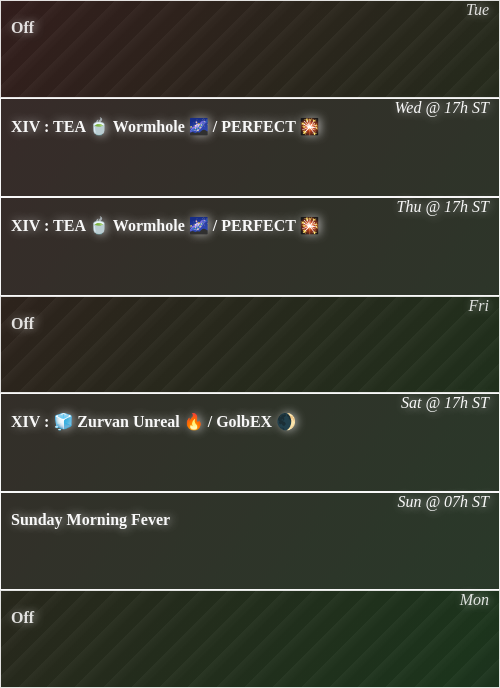 Tue
Off
Wed @ 17h ST
XIV : TEA 🍵 Wormhole 🌌 / PERFECT 🎇
Thu @ 17h ST
XIV : TEA 🍵 Wormhole 🌌 / PERFECT 🎇
Fri
Off
Sat @ 17h ST
XIV : 🧊 Zurvan Unreal 🔥 / GolbEX 🌒
Sun @ 07h ST
Sunday Morning Fever
Mon
Off